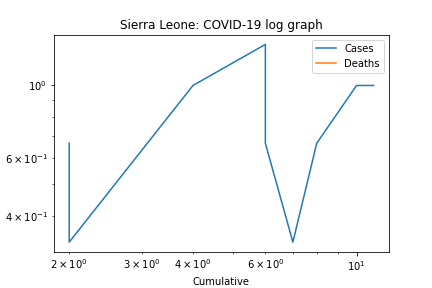 Sierra Leone: COVID-19 log graph
Cases
Deaths
10⁰
6 × 10⁻¹
4 × 10⁻¹
2 × 10⁰
3 × 10⁰
4 × 10⁰
6 × 10⁰
10¹
Cumulative